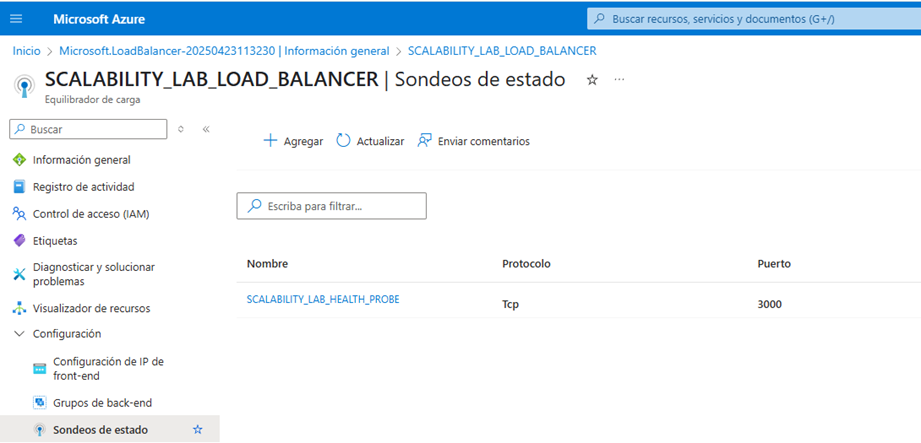 Microsoft Azure
Buscar recursos, servicios y documentos (G+/)
Inicio > Microsoft.LoadBalancer-20250423113230 | Información general > SCALABILITY_LAB_LOAD_BALANCER
SCALABILITY_LAB_LOAD_BALANCER | Sondeos de estado
Equilibrador de carga
Buscar
Información general
Registro de actividad
Control de acceso (IAM)
Etiquetas
Diagnosticar y solucionar
problemas
Visualizador de recursos
Configuración
Configuración de IP de
front-end
Grupos de back-end
Sondeos de estado
Agregar Actualizar Enviar comentarios
Escriba para filtrar...
Nombre Protocolo Puerto
SCALABILITY_LAB_HEALTH_PROBE Tcp 3000